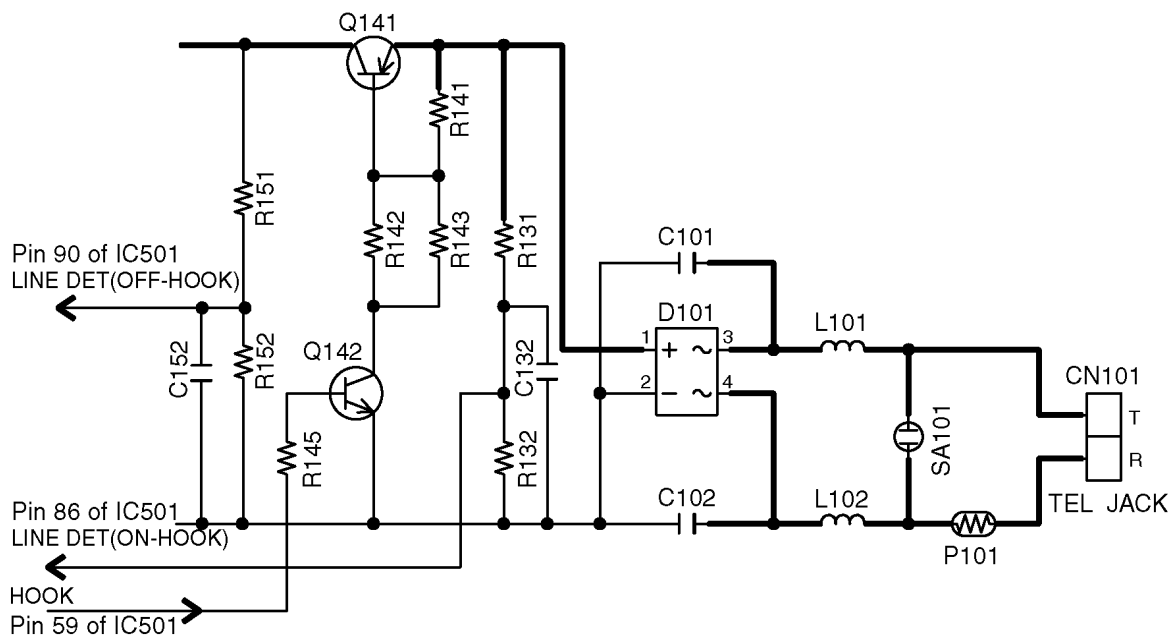 Q141
R141
R151
R142
R143
R131
C101
Pin 90 of IC501
LINE DET(OFF-HOOK)
D101
L101
1
+
~
3
2
−
~
4
C152
R152
Q142
C132
CN101
T
R
SA101
R145
R132
TEL JACK
C102
L102
P101
Pin 86 of IC501
LINE DET(ON-HOOK)
HOOK
Pin 59 of IC501